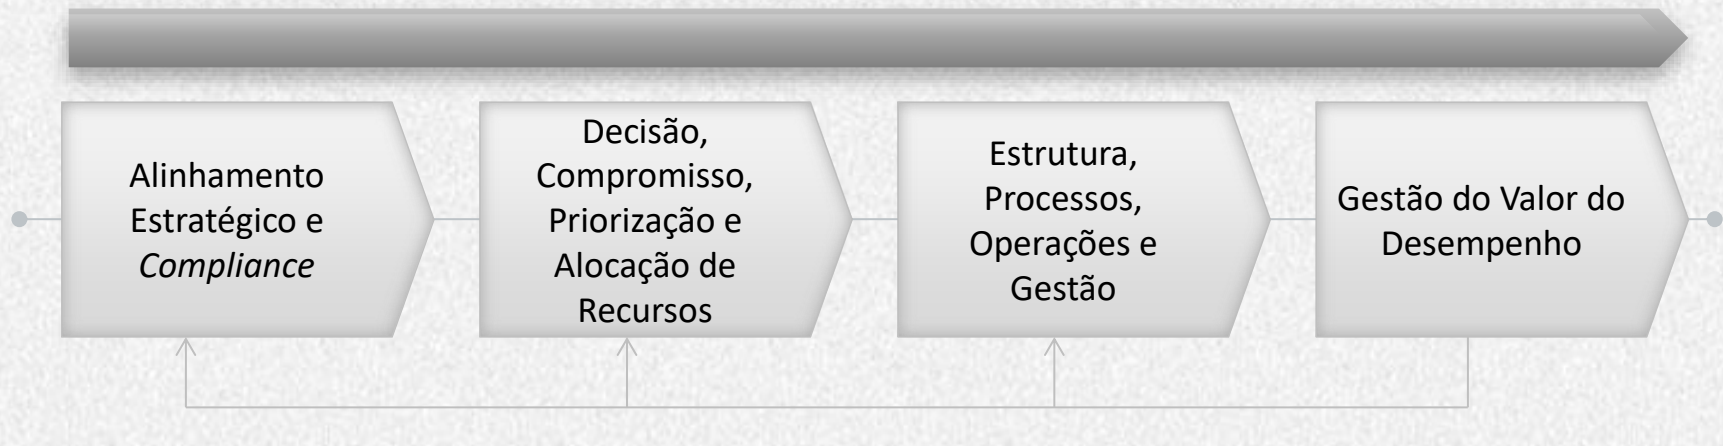 Alinhamento
Estratégico e
Compliance
Decisão,
Compromisso,
Priorização e
Alocação de
Recursos
Estrutura,
Processos,
Operações e
Gestão
Gestão do Valor do
Desempenho